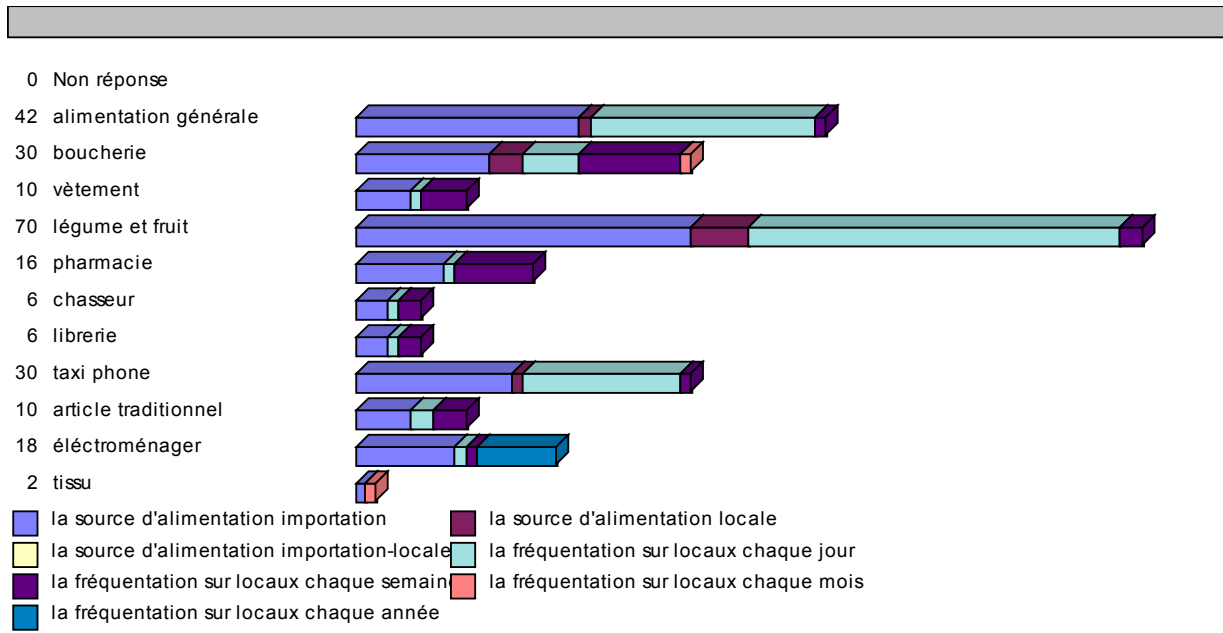 0 Non réponse
42 alimentation générale
30 boucherie
10 vètement
70 légume et fruit
16 pharmacie
6 chasseur
6 librerie
30 taxi phone
10 article traditionnel
18 éléctroménager
2 tissu
la source d'alimentation importation la source d'alimentation locale
la source d'alimentation importation-locale la fréquentation sur locaux chaque jour
la fréquentation sur locaux chaque semain la fréquentation sur locaux chaque mois
la fréquentation sur locaux chaque année